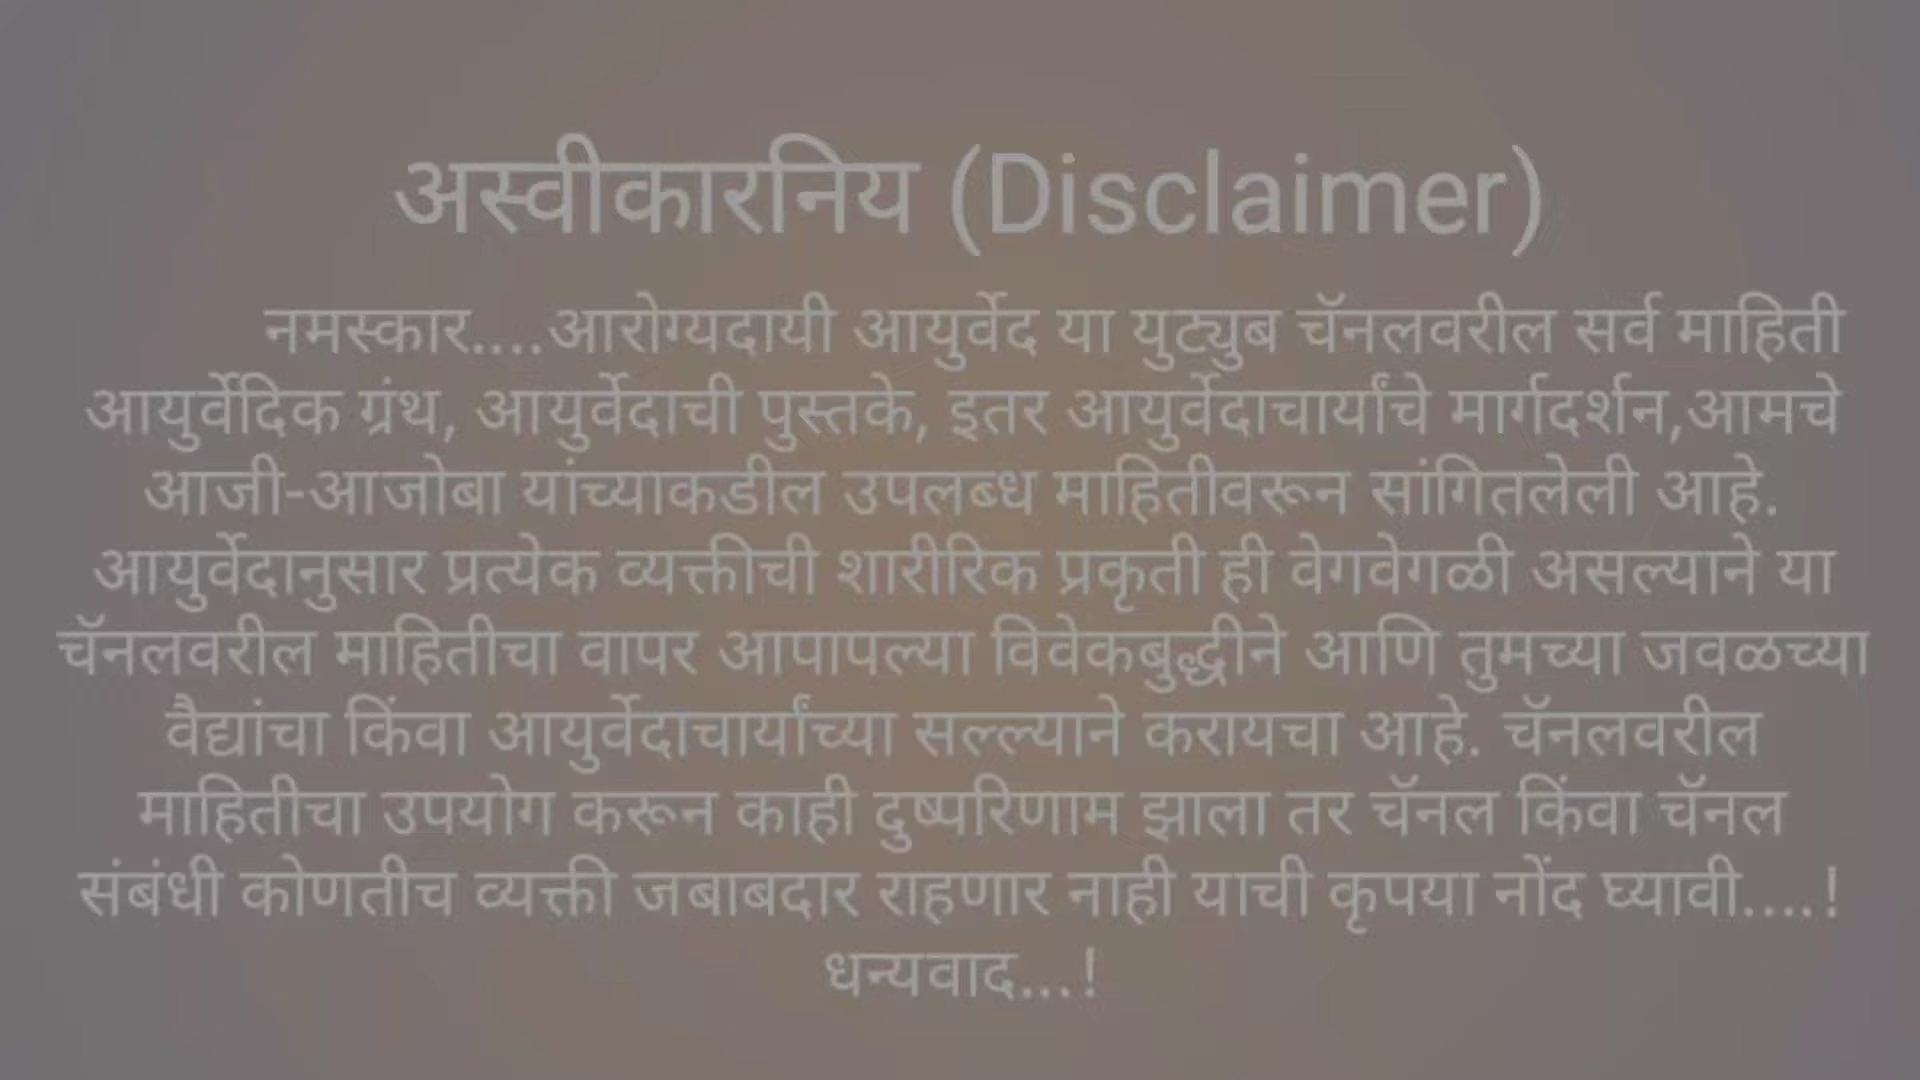 अस्वीकारनिय (Disclaimer)
नमस्कार....आरोग्यदायी आयुर्वेद या युट्युब चॅनलवरील सर्व माहिती
आयुर्वेदिक ग्रंथ, आयुर्वेदाची पुस्तके, इतर आयुर्वेदाचार्यांचे मार्गदर्शन,आमचे
आजी-आजोबा यांच्याकडील उपलब्ध माहितीवरून सांगितलेली आहे.
आयुर्वेदानुसार प्रत्येक व्यक्तीची शारीरिक प्रकृती ही वेगवेगळी असल्याने या
चॅनलवरील माहितीचा वापर आपापल्या विवेकबुद्धीने आणि तुमच्या जवळच्या
वैद्यांचा किंवा आयुर्वेदाचार्यांच्या सल्ल्याने करायचा आहे. चॅनलवरील
माहितीचा उपयोग करून काही दुष्परिणाम झाला तर चॅनल किंवा चॅनल
संबंधी कोणतीच व्यक्ती जबाबदार राहणार नाही याची कृपया नोंद घ्यावी....!
धन्यवाद...!